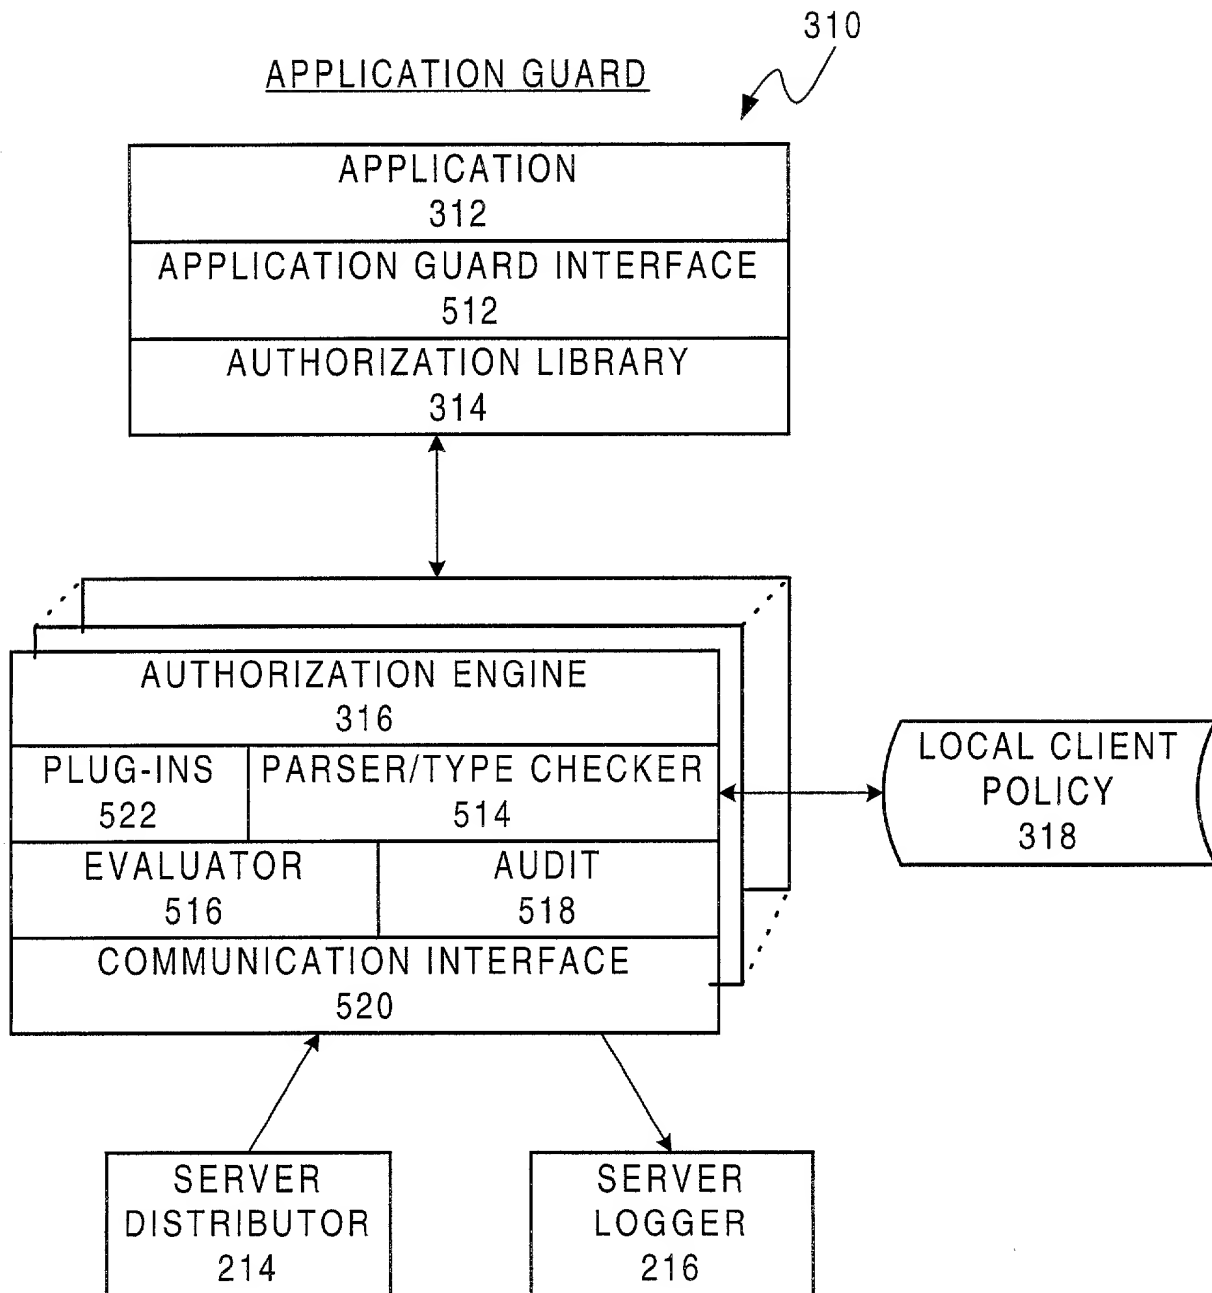 310
APPLICATION GUARD
APPLICATION
312
APPLICATION GUARD INTERFACE
512
AUTHORIZATION LIBRARY
314
AUTHORIZATION ENGINE
316
PLUG-INS
522
PARSER/TYPE CHECKER
514
EVALUATOR
516
AUDIT
518
COMMUNICATION INTERFACE
520
LOCAL CLIENT
POLICY
318
SERVER
DISTRIBUTOR
214
SERVER
LOGGER
216